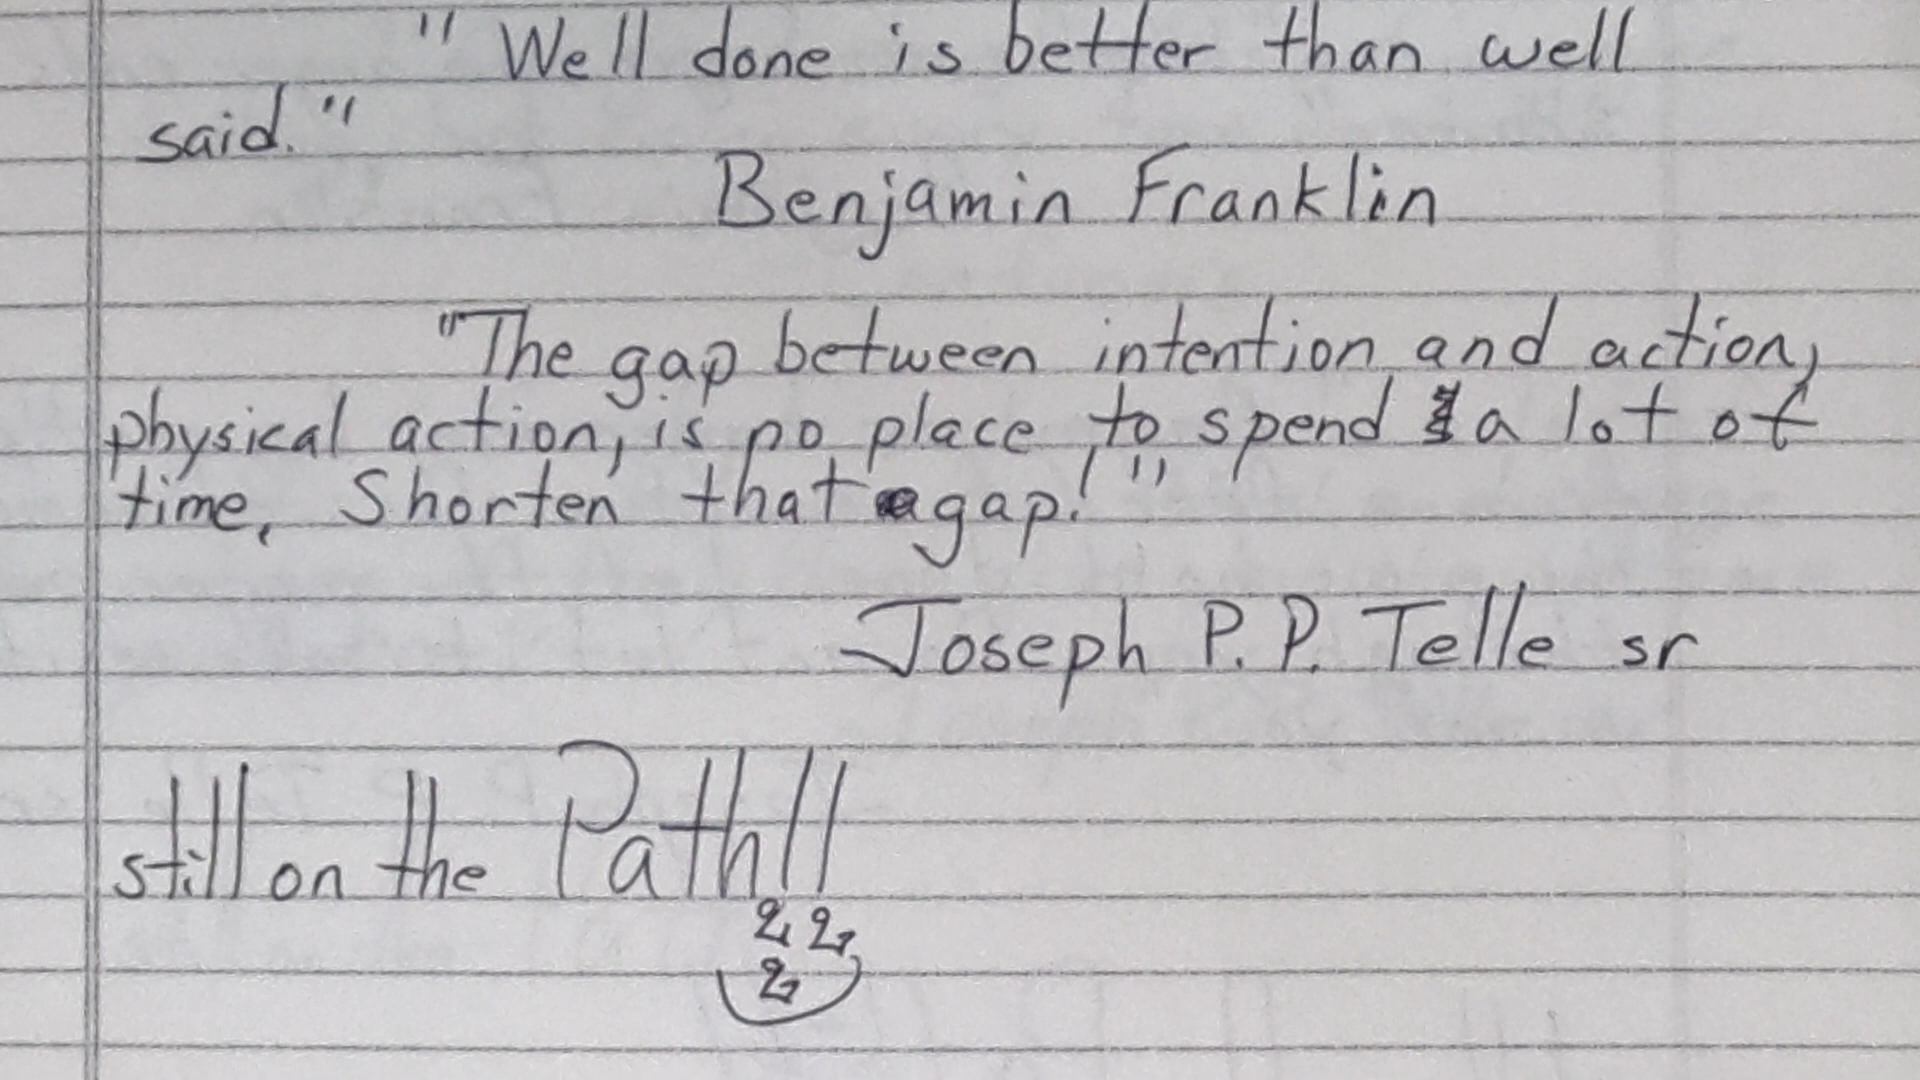 "Well done is better than well
said."
Benjamin Franklin
"The gap between intention and action,
physical action, is no place to spend a lot of
time, Shorten that gap!"
Joseph P. P. Telle sr
still on the Path!!